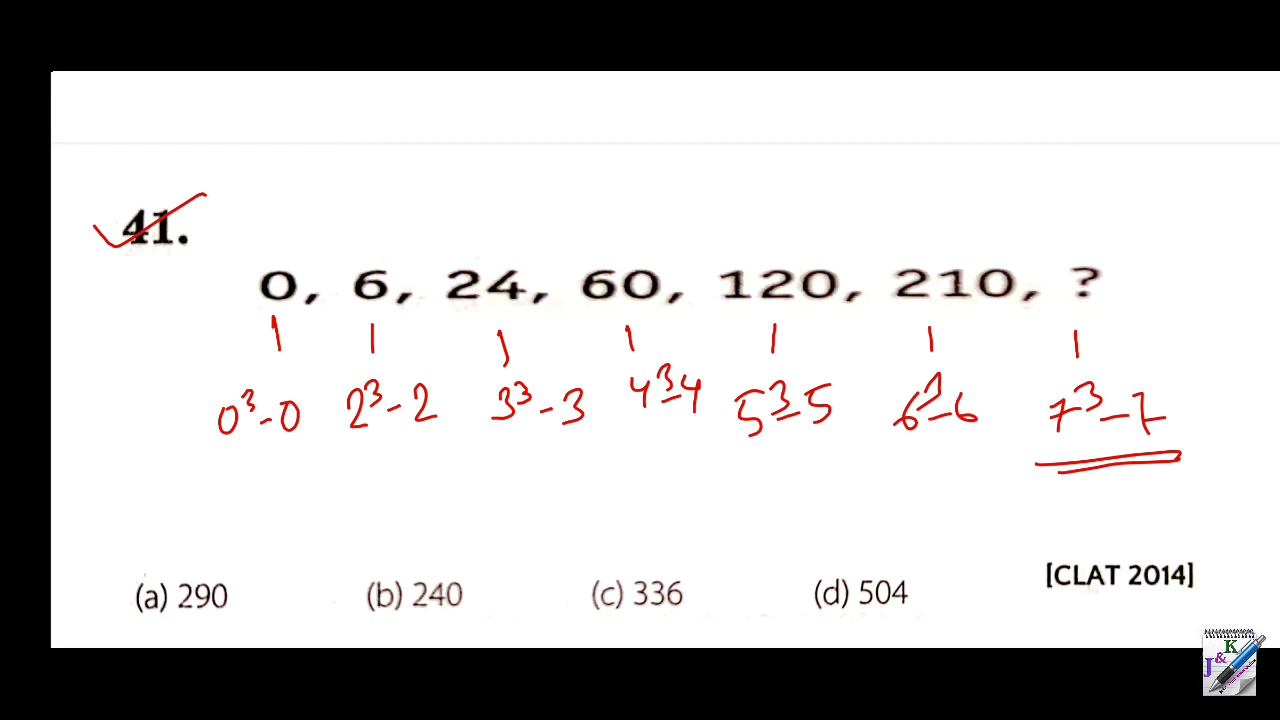 41.
0, 6, 24, 60, 120, 210, ?
0³-0 2³-2 3³-3 4³-4 5³-5 6³-6 7³-7
[CLAT 2014]
(a) 290 (b) 240 (c) 336 (d) 504
J&K